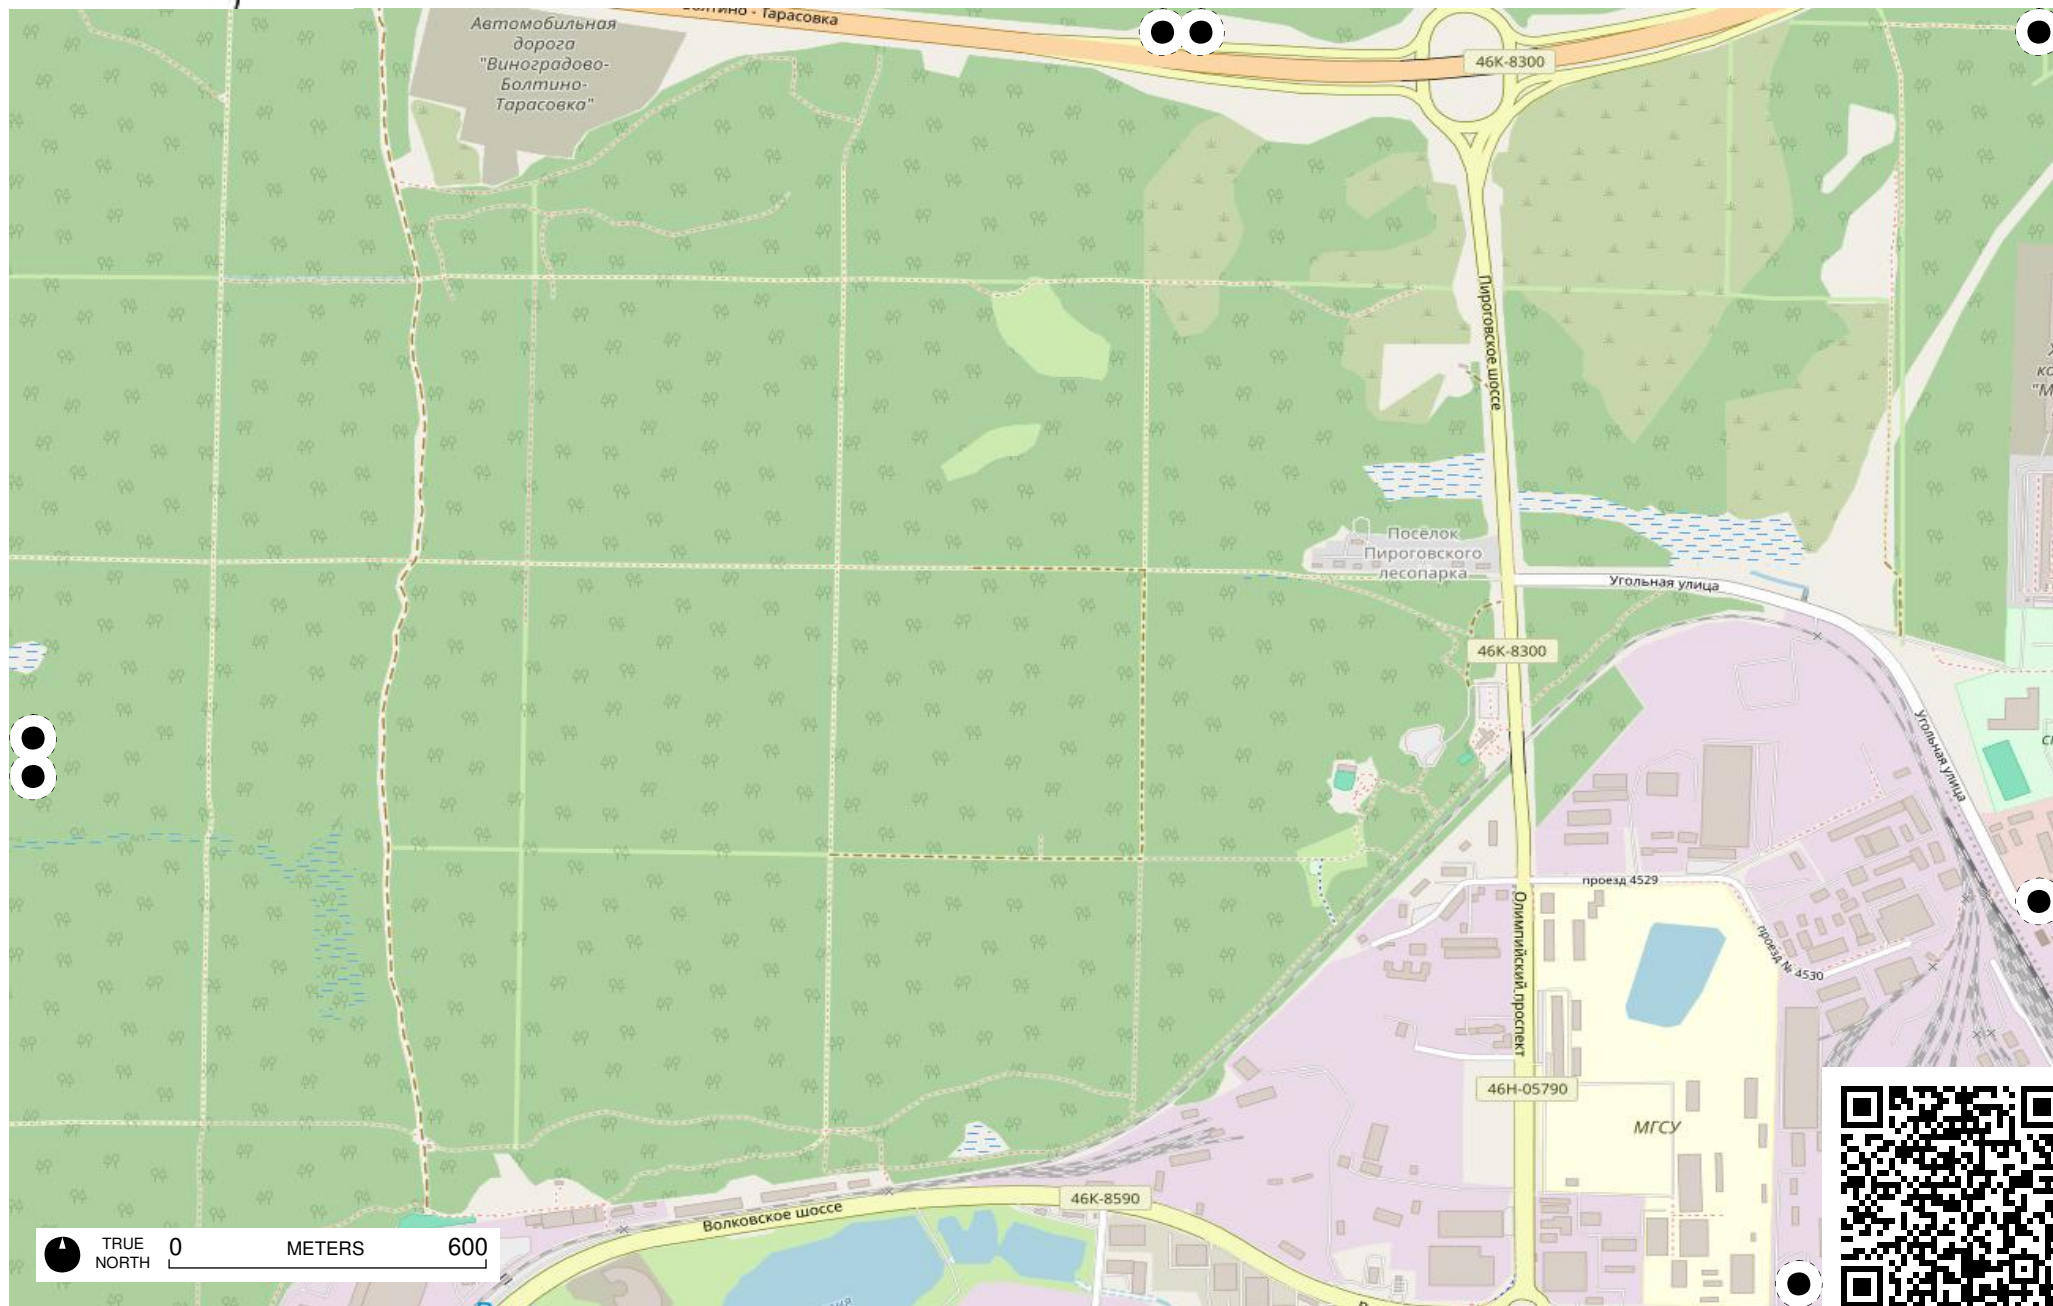 Автомобильная
дорога
"Виноградово-
Болтино-
Тарасовка"
Болтино - Тарасовка
46К-8300
Пироговское шоссе
Посёлок
Пироговского
лесопарка
Угольная улица
46К-8300
Угольная улица
проезд 4529
Олимпийский проспект
проезд № 4530
46Н-05790
МГСУ
46К-8590
Волковское шоссе
TRUE
NORTH
0 METERS 600